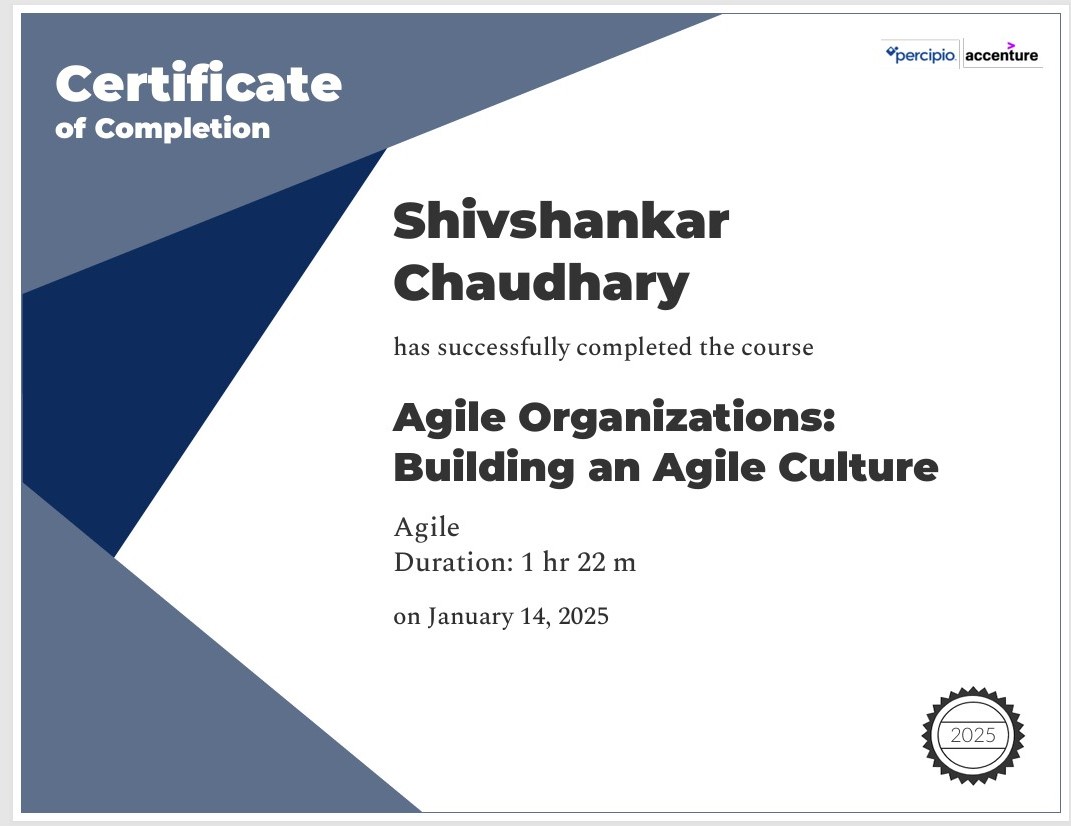 Certificate
of Completion
percipio. accenture
Shivshankar
Chaudhary
has successfully completed the course
Agile Organizations:
Building an Agile Culture
Agile
Duration: 1 hr 22 m
on January 14, 2025
2025